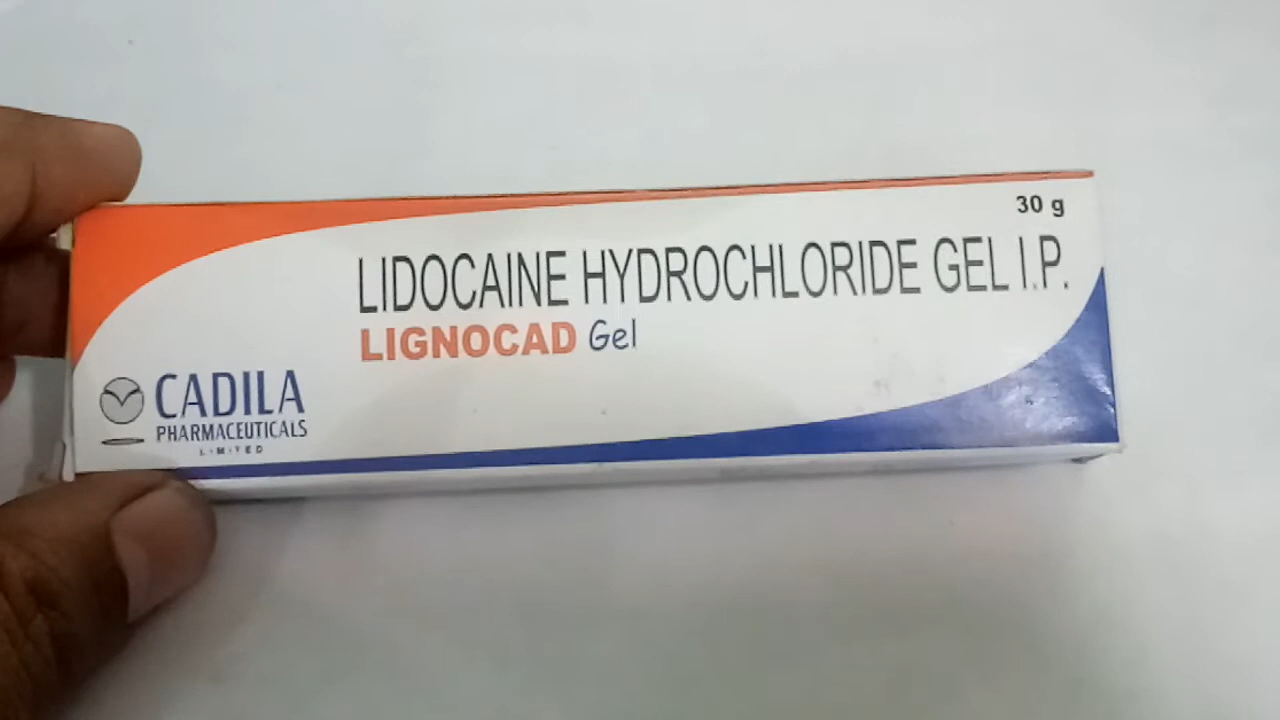 30 g
LIDOCAINE HYDROCHLORIDE GEL I.P.
LIGNOCAD Gel
CADILA
PHARMACEUTICALS
LIMITED